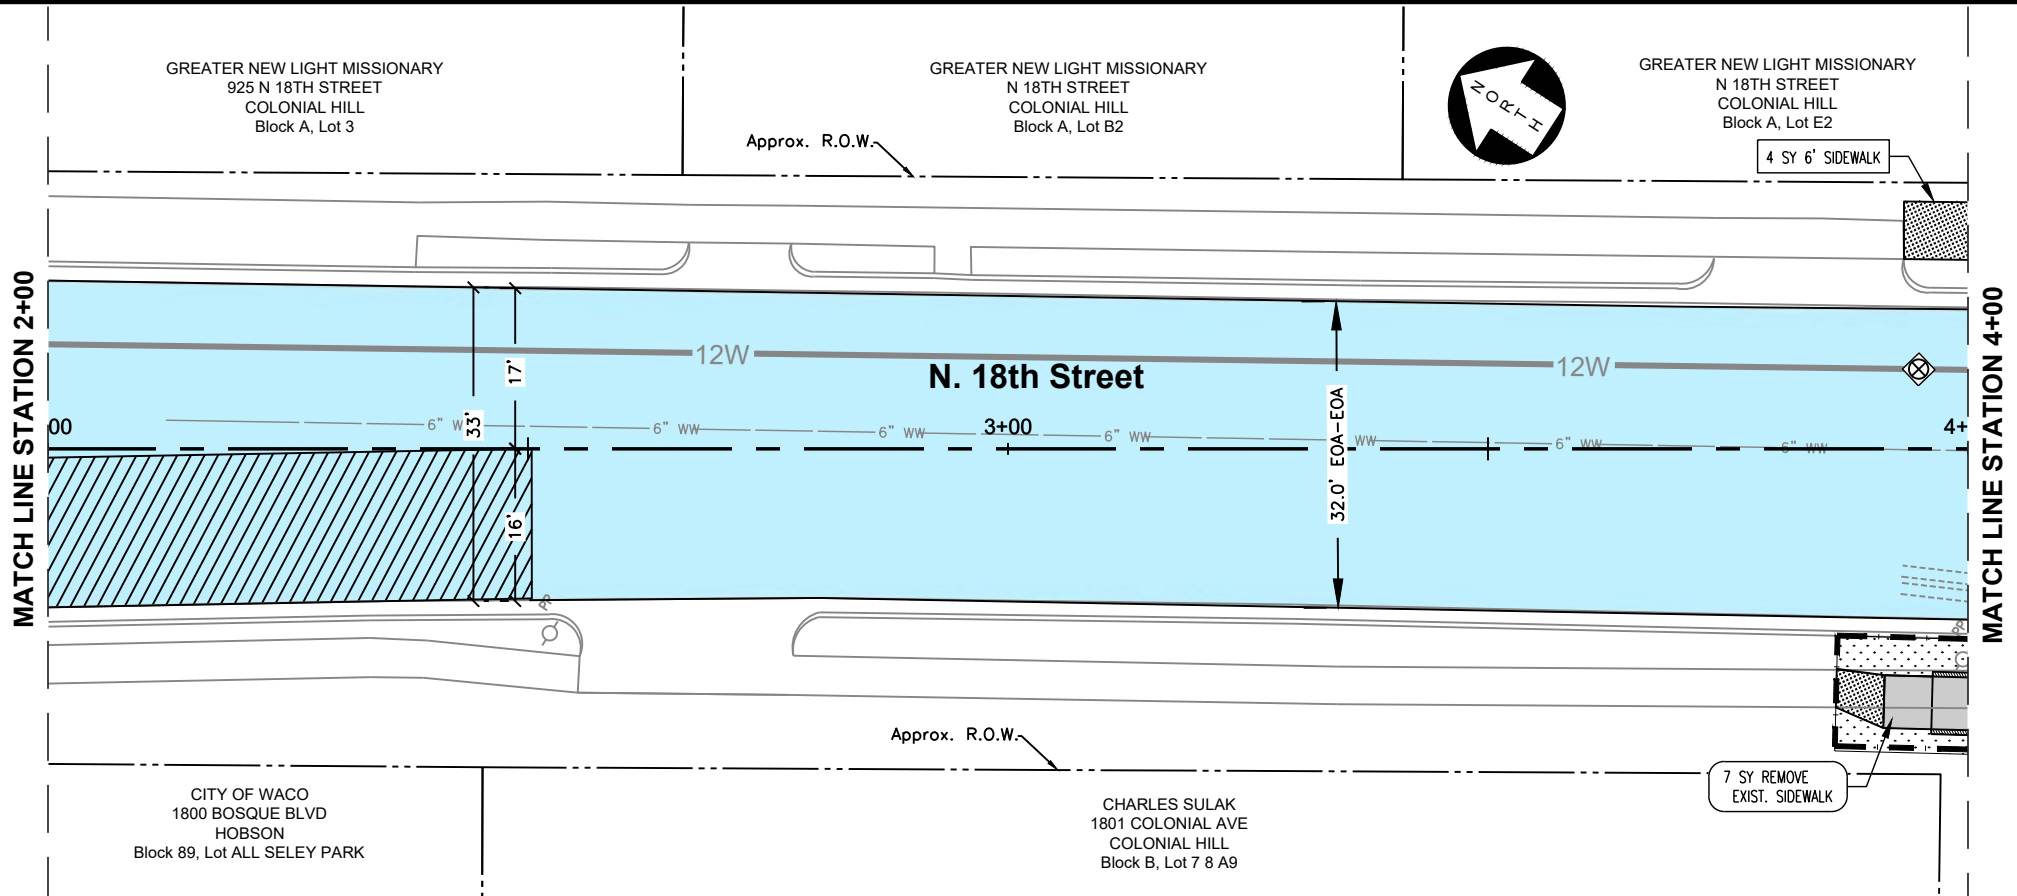 GREATER NEW LIGHT MISSIONARY
925 N 18TH STREET
COLONIAL HILL
Block A, Lot 3
GREATER NEW LIGHT MISSIONARY
N 18TH STREET
COLONIAL HILL
Block A, Lot B2
NORTH
GREATER NEW LIGHT MISSIONARY
N 18TH STREET
COLONIAL HILL
Block A, Lot E2
Approx. R.O.W.
4 SY 6' SIDEWALK
MATCH LINE STATION 2+00
MATCH LINE STATION 4+00
12W
12W
N. 18th Street
17'
33'
16'
32.0' EOA-EOA
00
3+00
4+
6" W
6" WW
6" WW
6" WW
WW
6" WW
6" WW
PP
PP
Approx. R.O.W.
7 SY REMOVE
EXIST. SIDEWALK
CITY OF WACO
1800 BOSQUE BLVD
HOBSON
Block 89, Lot ALL SELEY PARK
CHARLES SULAK
1801 COLONIAL AVE
COLONIAL HILL
Block B, Lot 7 8 A9